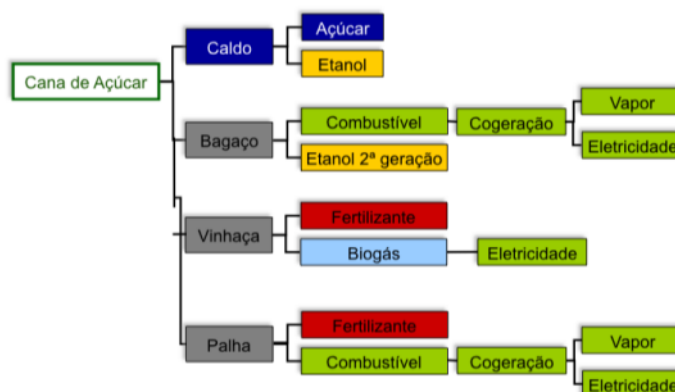 Cana de Açúcar
Caldo
Açúcar
Etanol
Bagaço
Combustível
Cogeração
Vapor
Eletricidade
Etanol 2ª geração
Vinhaça
Fertilizante
Biogás
Eletricidade
Palha
Fertilizante
Combustível
Cogeração
Vapor
Eletricidade